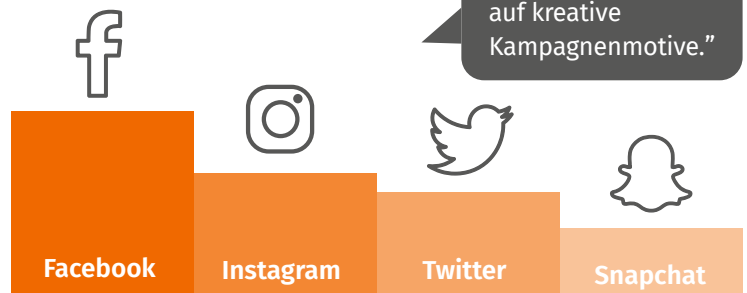 auf kreative
Kampagnenmotive.”
Facebook
Instagram
Twitter
Snapchat